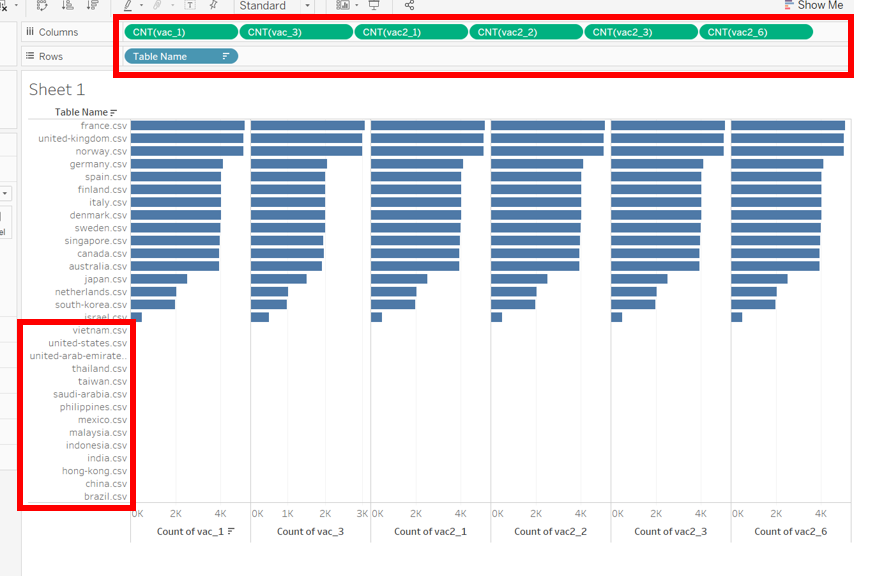 Standard
Show Me
Columns
CNT(vac_1) CNT(vac_3) CNT(vac2_1) CNT(vac2_2) CNT(vac2_3) CNT(vac2_6)
Rows
Table Name
Sheet 1
Table Name
france.csv
united-kingdom.csv
norway.csv
germany.csv
spain.csv
finland.csv
italy.csv
denmark.csv
sweden.csv
singapore.csv
canada.csv
australia.csv
japan.csv
netherlands.csv
south-korea.csv
israel.csv
vietnam.csv
united-states.csv
united-arab-emirate..
thailand.csv
taiwan.csv
saudi-arabia.csv
philippines.csv
mexico.csv
malaysia.csv
indonesia.csv
india.csv
hong-kong.csv
china.csv
brazil.csv
0K 2K 4K 0K 1K 2K 3K 0K 2K 4K 0K 2K 4K 0K 2K 4K 0K 2K 4K
Count of vac_1 Count of vac_3 Count of vac2_1 Count of vac2_2 Count of vac2_3 Count of vac2_6